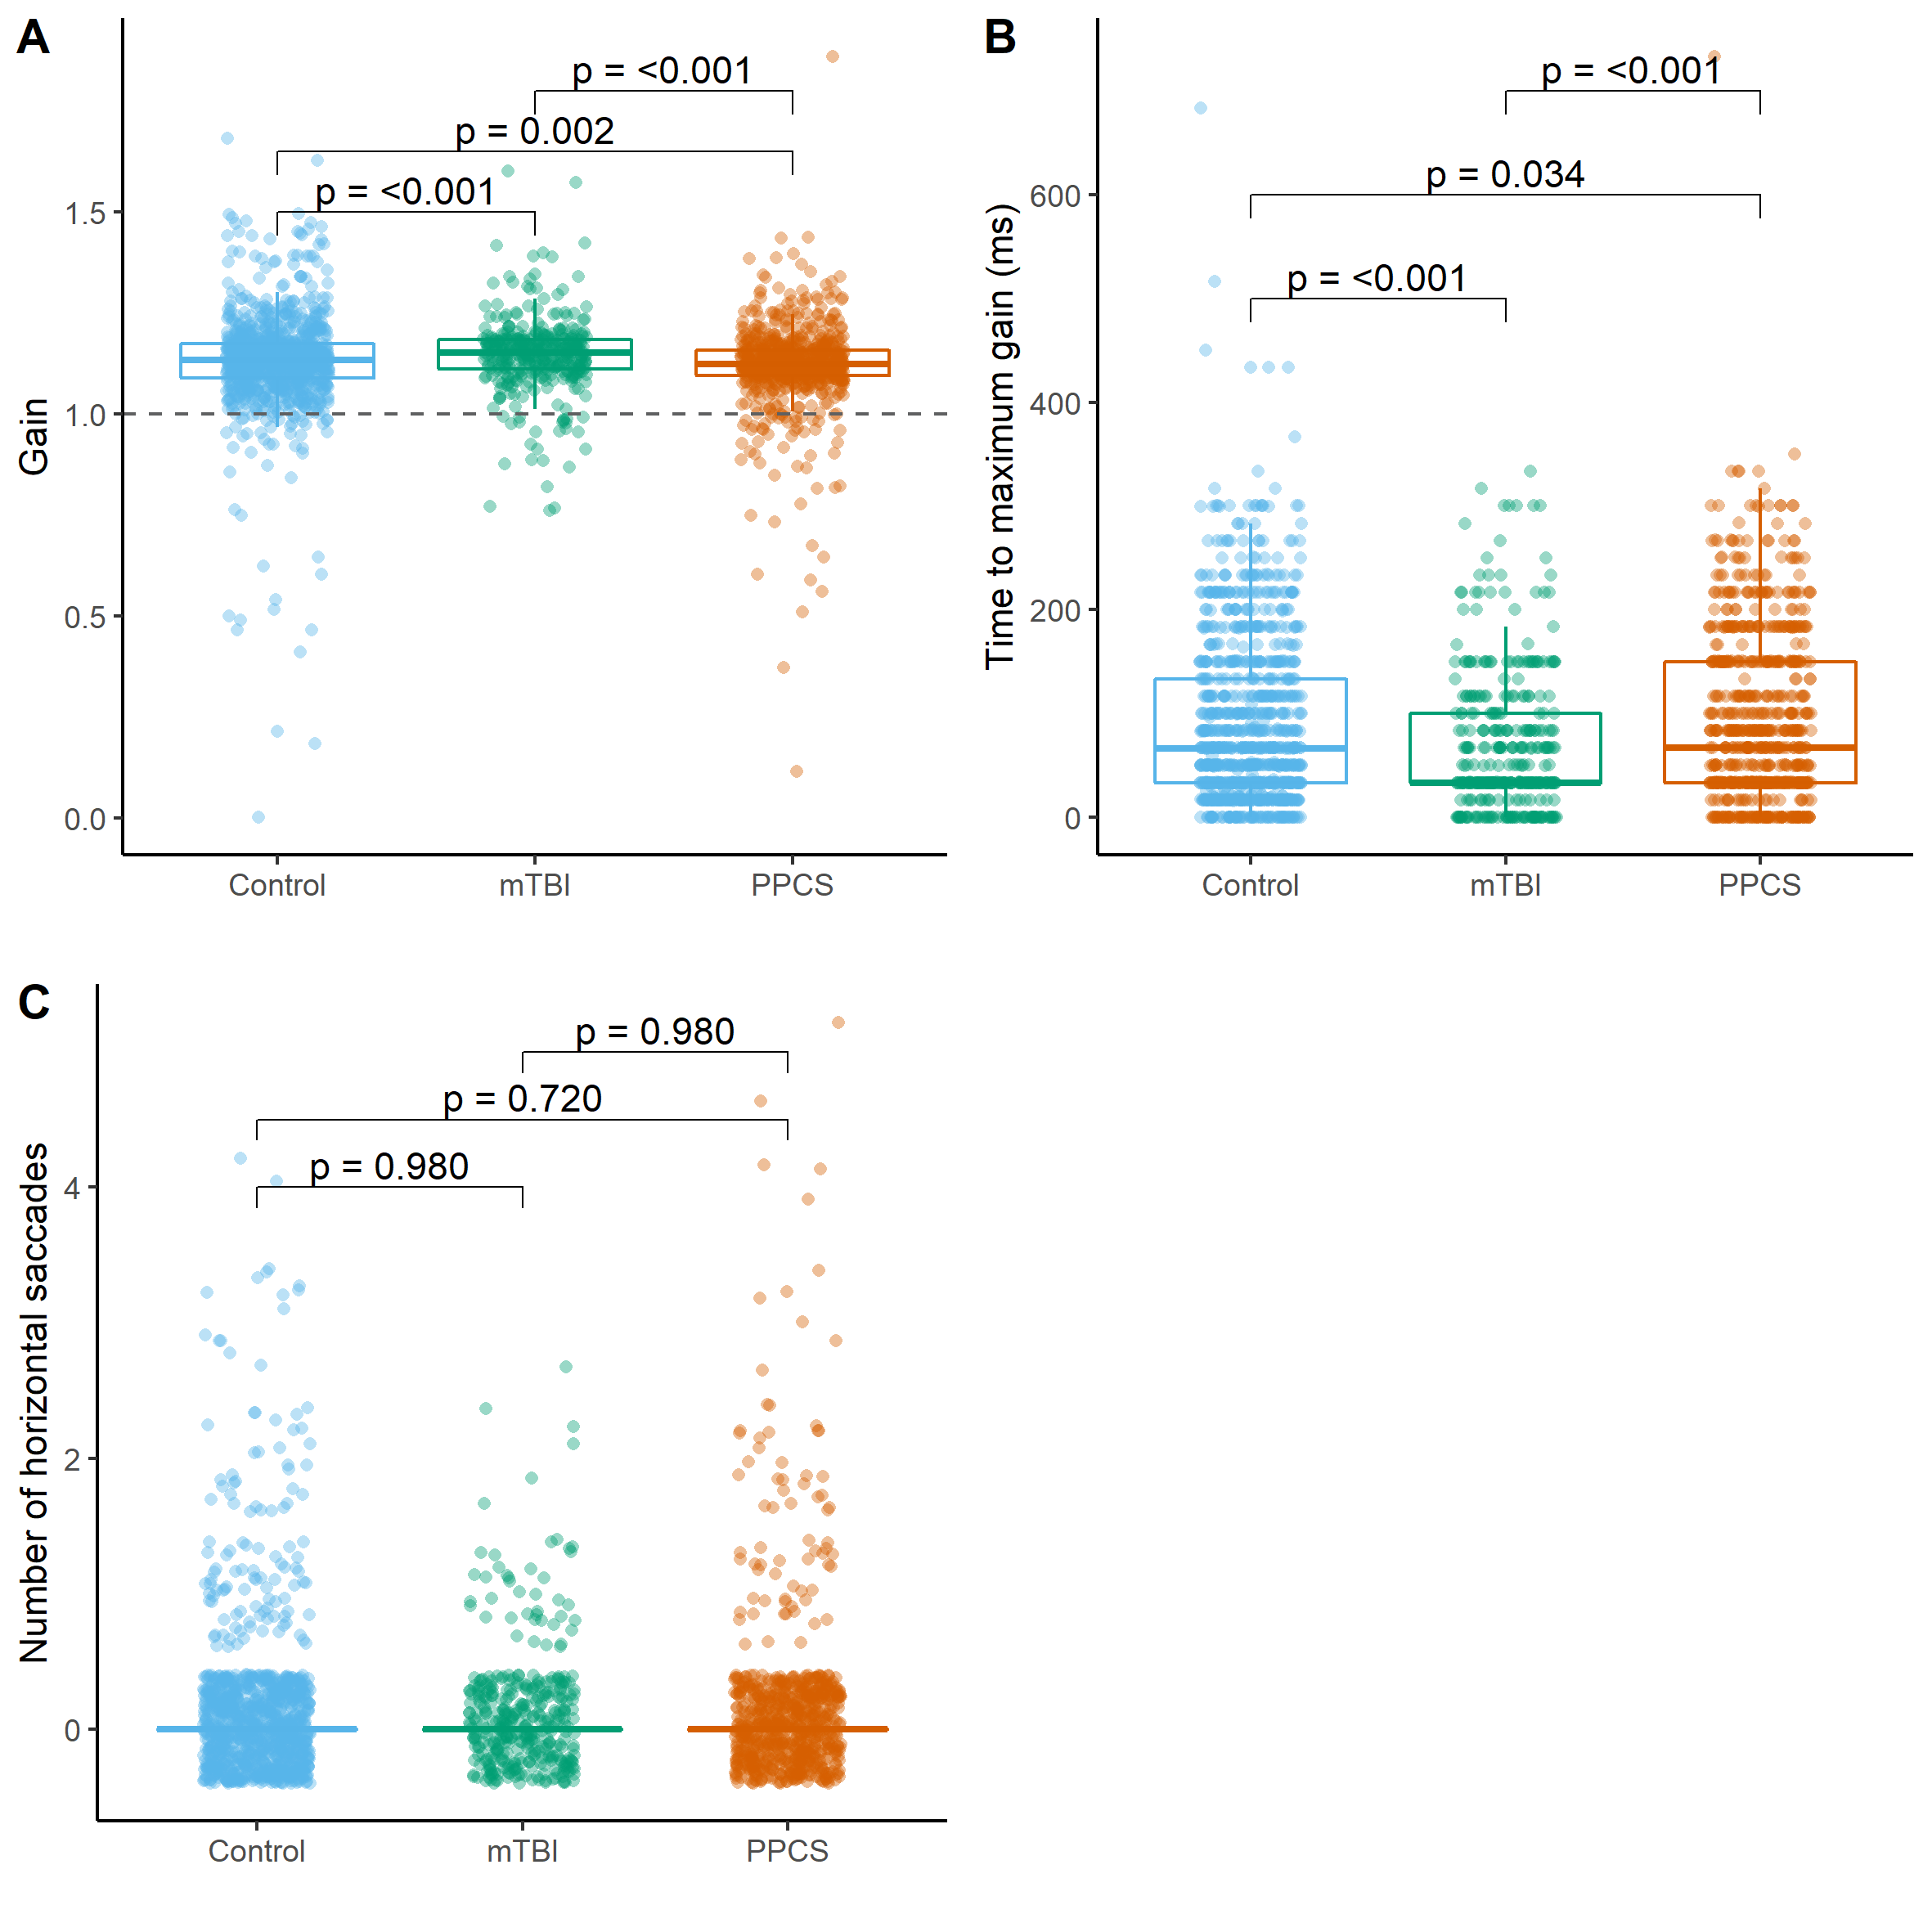 A
p = <0.001
p = 0.002
p = <0.001
Gain
1.5
1.0
0.5
0.0
Control
mTBI
PPCS
B
p = <0.001
p = 0.034
p = <0.001
Time to maximum gain (ms)
600
400
200
0
Control
mTBI
PPCS
C
p = 0.980
p = 0.720
p = 0.980
Number of horizontal saccades
4
2
0
Control
mTBI
PPCS